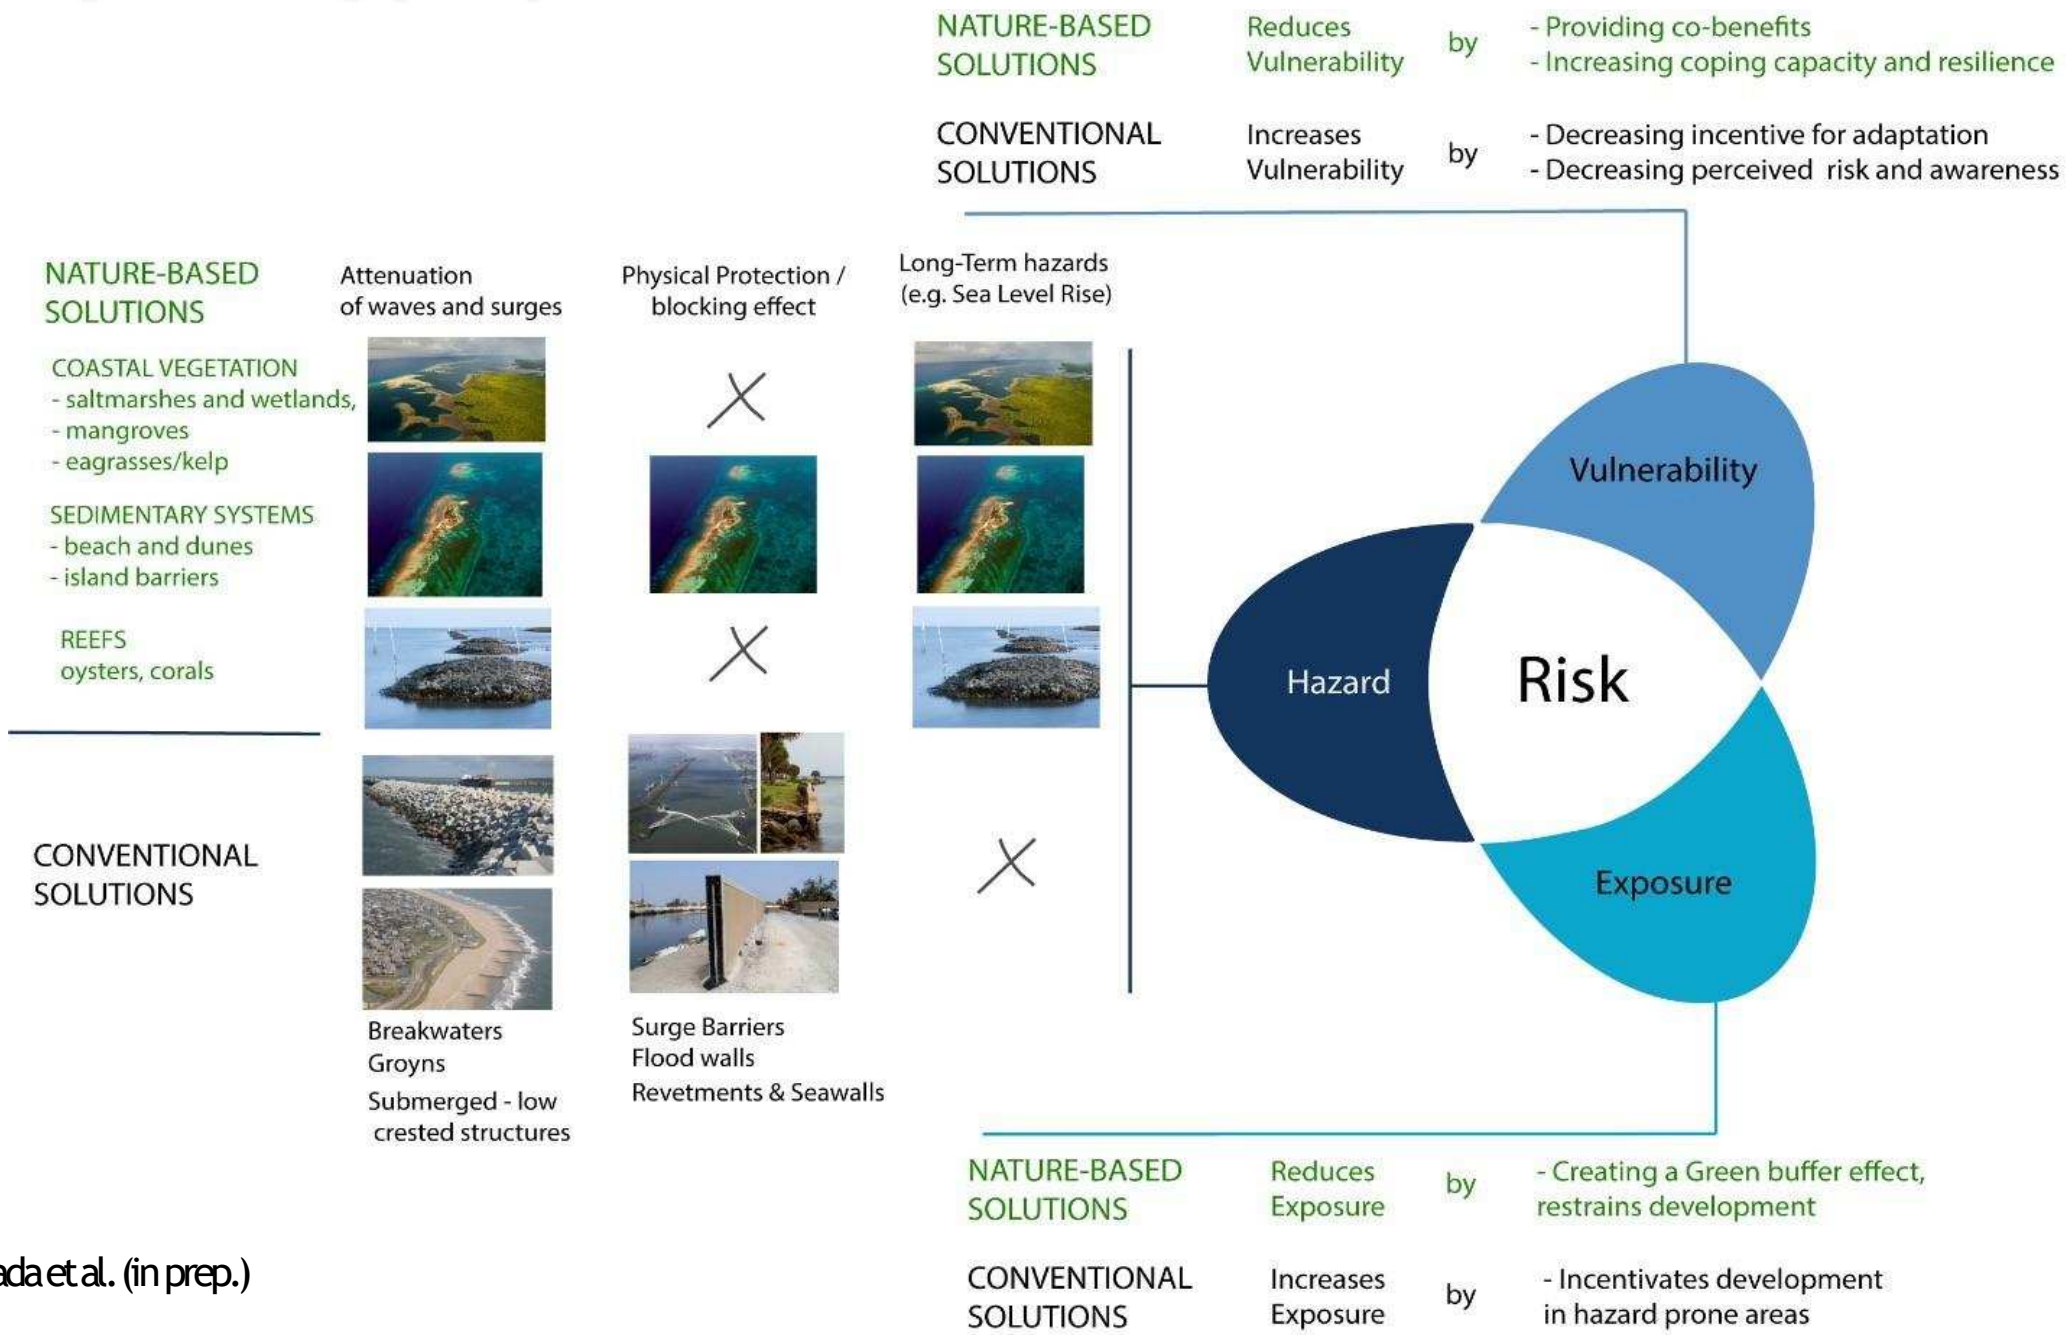 NATURE-BASED
SOLUTIONS
Reduces
Vulnerability
by
- Providing co-benefits
- Increasing coping capacity and resilience
CONVENTIONAL
SOLUTIONS
Increases
Vulnerability
by
- Decreasing incentive for adaptation
- Decreasing perceived risk and awareness
NATURE-BASED
SOLUTIONS
Attenuation
of waves and surges
Physical Protection /
blocking effect
Long-Term hazards
(e.g. Sea Level Rise)
COASTAL VEGETATION
- saltmarshes and wetlands,
- mangroves
- eagrasses/kelp
SEDIMENTARY SYSTEMS
- beach and dunes
- island barriers
REEFS
oysters, corals
CONVENTIONAL
SOLUTIONS
Breakwaters
Groyns
Submerged - low
crested structures
Surge Barriers
Flood walls
Revetments & Seawalls
Vulnerability
Hazard
Risk
Exposure
NATURE-BASED
SOLUTIONS
Reduces
Exposure
by
- Creating a Green buffer effect,
restrains development
CONVENTIONAL
SOLUTIONS
Increases
Exposure
by
- Incentivates development
in hazard prone areas
et al. (in prep.)